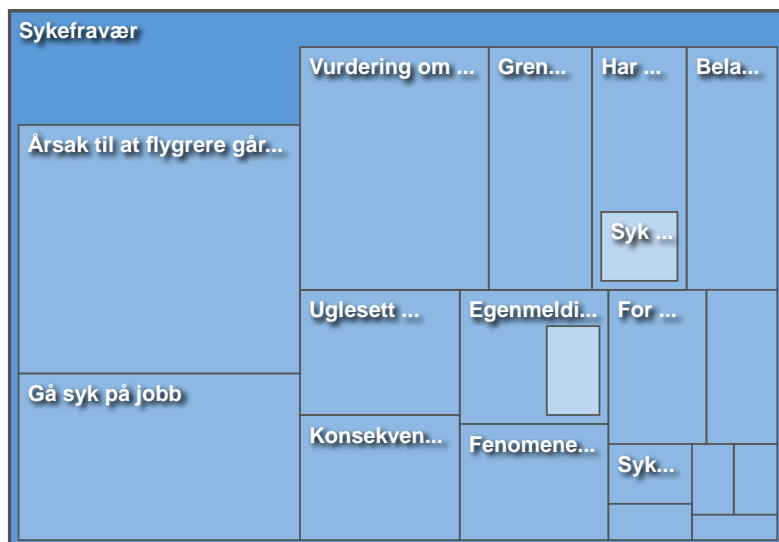 Sykefravær
Vurdering om ...
Gren...
Har ...
Bela...
Årsak til at flygrere går...
Syk ...
Uglesett ...
Egenmeldi...
For ...
Gå syk på jobb
Konsekven...
Fenomene...
Syk...